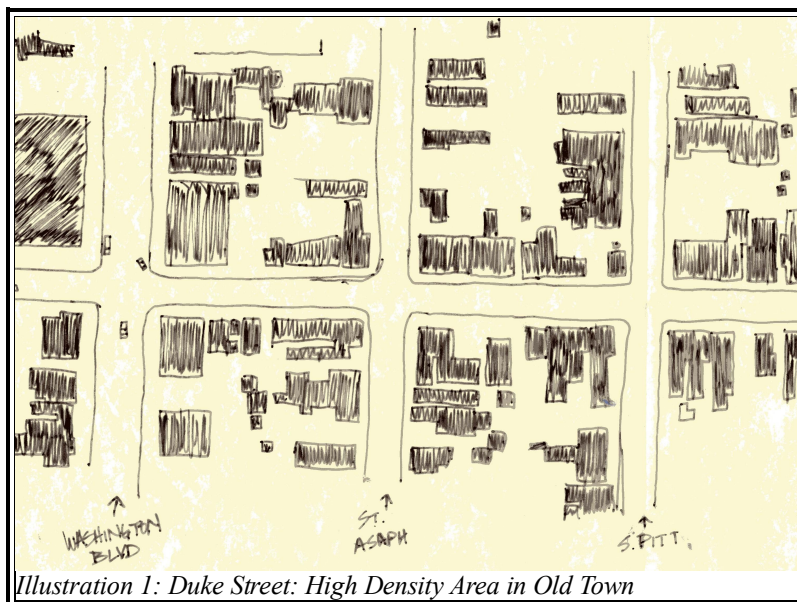 WASHINGTON
BLVD
ST.
ASAPH
S. PITT.
Illustration 1: Duke Street: High Density Area in Old Town